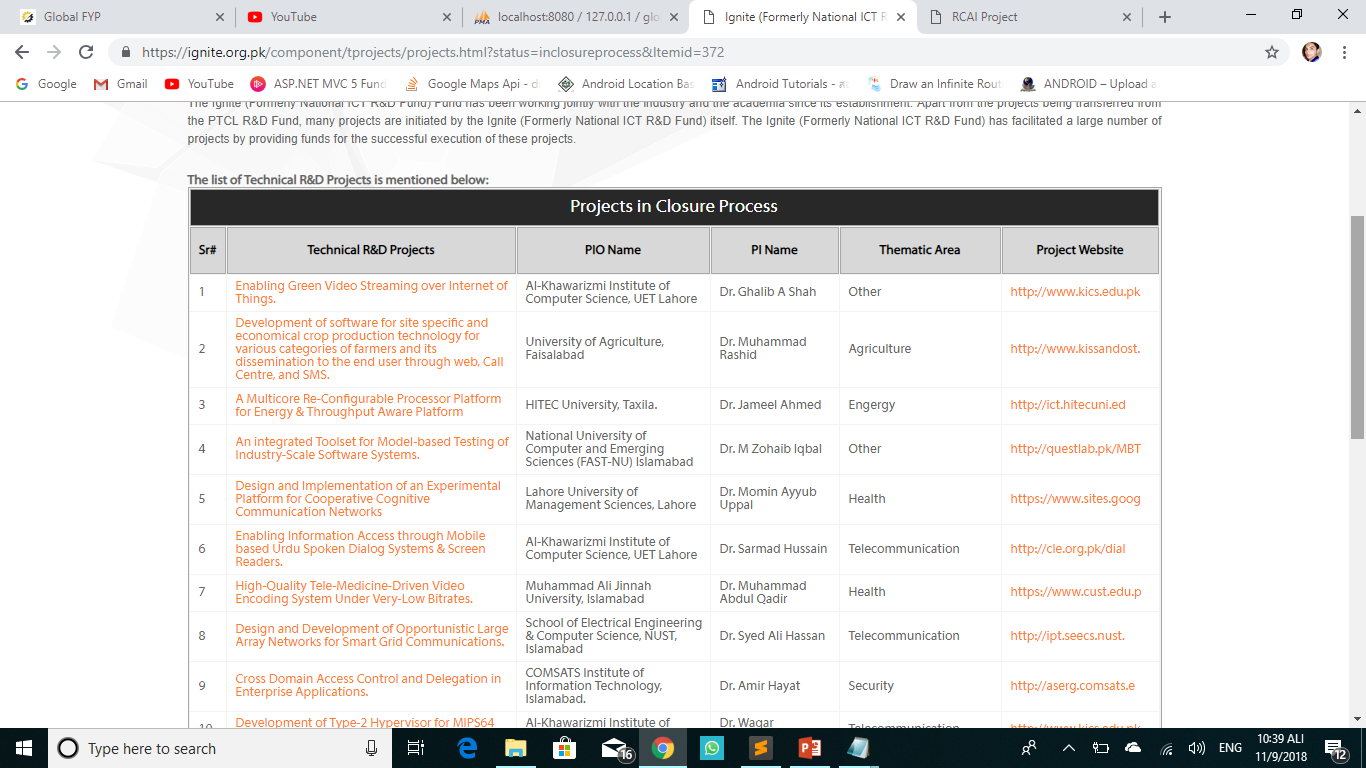 Global FYP
YouTube
localhost:8080 / 127.0.0.1 / glo
Ignite (Formerly National ICT R
RCAI Project
https://ignite.org.pk/component/tprojects/projects.html?status=inclosureprocess&Itemid=372
Google
Gmail
YouTube
ASP.NET MVC 5 Fund
Google Maps Api - d
Android Location Bas
Android Tutorials -
Draw an Infinite Rout
ANDROID – Upload a
The Ignite (Formerly National ICT R&D Fund) Fund has been working jointly with the industry and the academia since its establishment. Apart from the projects being transferred from
the PTCL R&D Fund, many projects are initiated by the Ignite (Formerly National ICT R&D Fund) itself. The Ignite (Formerly National ICT R&D Fund) has facilitated a large number of
projects by providing funds for the successful execution of these projects.
The list of Technical R&D Projects is mentioned below:
Projects in Closure Process
Sr# Technical R&D Projects PIO Name PI Name Thematic Area Project Website
1
Enabling Green Video Streaming over Internet of
Things.
Al-Khawarizmi Institute of
Computer Science, UET Lahore
Dr. Ghalib A Shah
Other
http://www.kics.edu.pk
2
Development of software for site specific and
economical crop production technology for
various categories of farmers and its
dissemination to the end user through web, Call
Centre, and SMS.
University of Agriculture,
Faisalabad
Dr. Muhammad
Rashid
Agriculture
http://www.kissandost.
3
A Multicore Re-Configurable Processor Platform
for Energy & Throughput Aware Platform
HITEC University, Taxila.
Dr. Jameel Ahmed
Engergy
http://ict.hitecuni.ed
4
An integrated Toolset for Model-based Testing of
Industry-Scale Software Systems.
National University of
Computer and Emerging
Sciences (FAST-NU) Islamabad
Dr. M Zohaib Iqbal
Other
http://questlab.pk/MBT
5
Design and Implementation of an Experimental
Platform for Cooperative Cognitive
Communication Networks
Lahore University of
Management Sciences, Lahore
Dr. Momin Ayyub
Uppal
Health
https://www.sites.goog
6
Enabling Information Access through Mobile
based Urdu Spoken Dialog Systems & Screen
Readers.
Al-Khawarizmi Institute of
Computer Science, UET Lahore
Dr. Sarmad Hussain
Telecommunication
http://cle.org.pk/dial
7
High-Quality Tele-Medicine-Driven Video
Encoding System Under Very-Low Bitrates.
Muhammad Ali Jinnah
University, Islamabad
Dr. Muhammad
Abdul Qadir
Health
https://www.cust.edu.p
8
Design and Development of Opportunistic Large
Array Networks for Smart Grid Communications.
School of Electrical Engineering
& Computer Science, NUST,
Islamabad
Dr. Syed Ali Hassan
Telecommunication
http://ipt.seecs.nust.
9
Cross Domain Access Control and Delegation in
Enterprise Applications.
COMSATS Institute of
Information Technology,
Islamabad.
Dr. Amir Hayat
Security
http://aserg.comsats.e
10
Development of Type-2 Hypervisor for MIPS64
Al-Khawarizmi Institute of
Dr. Waqar
Telecommunication
http://www.kics.edu.pk
Type here to search
16
ENG
10:39 ALI
11/9/2018
12